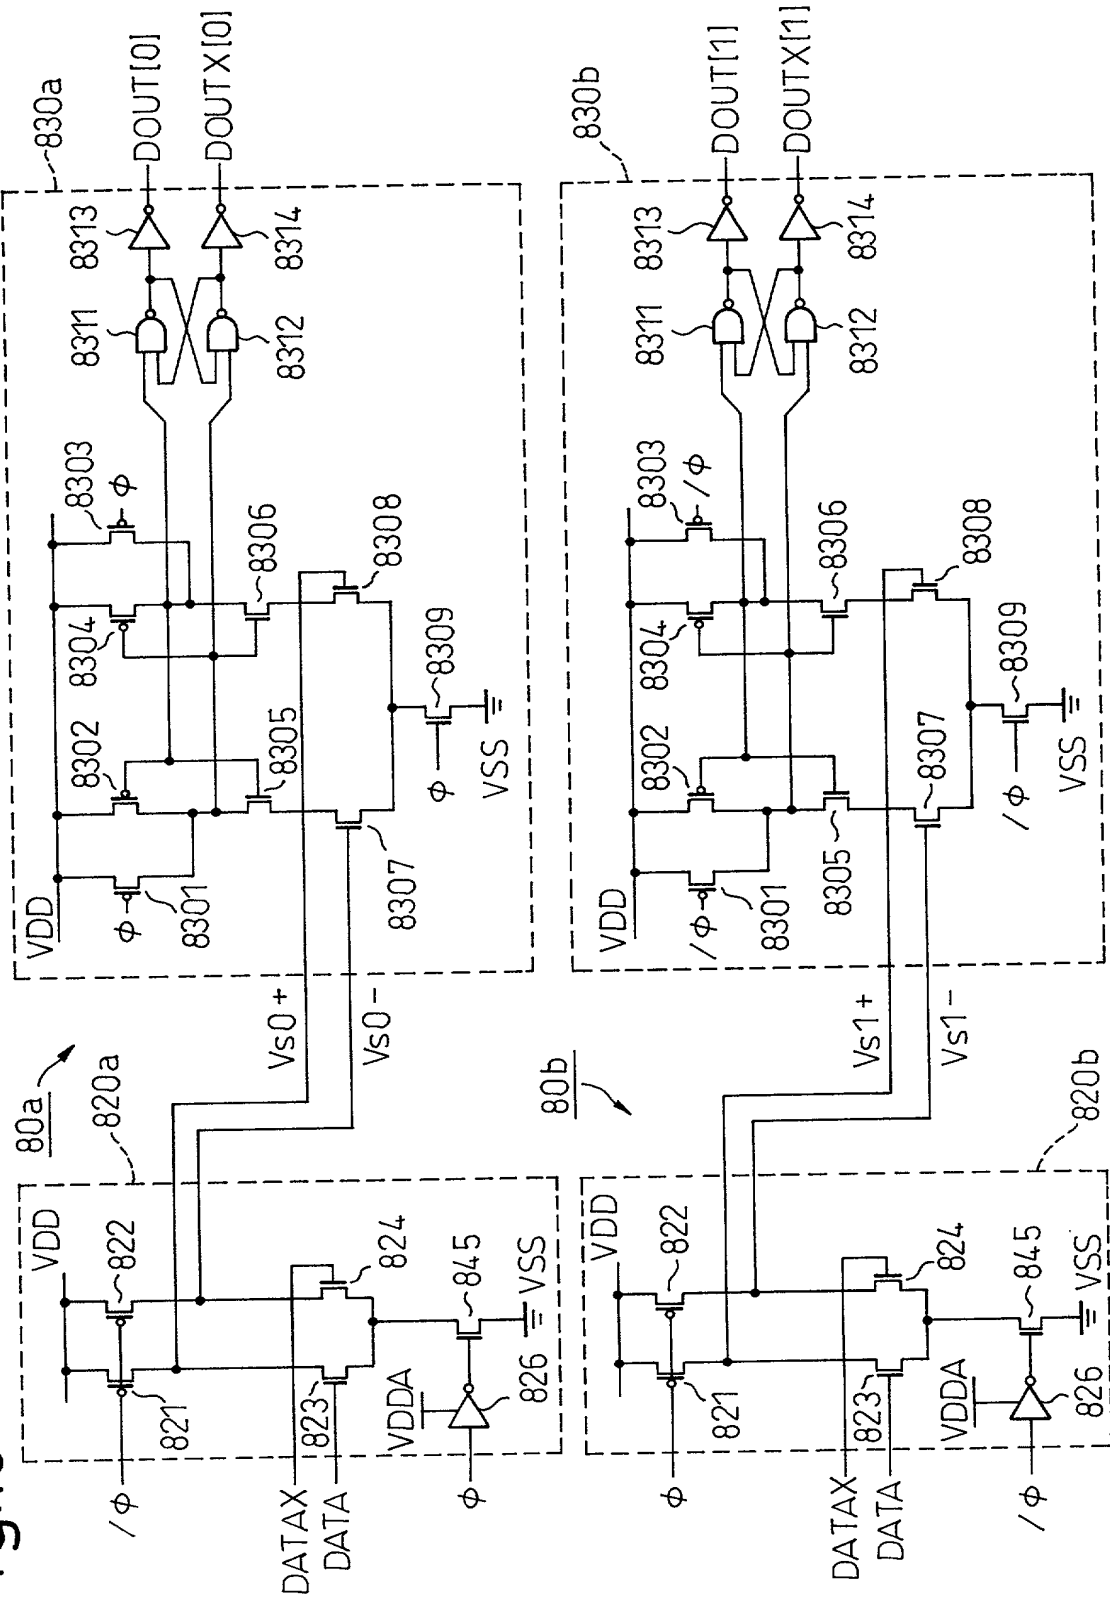 80a
820a
VDD
822
821
/Φ
DATAX
DATA
823
824
VDDA
845
826
Φ
VSS
Vs0+
Vs0-
830a
VDD
Φ
8301
8302
8304
8303
Φ
8305
8306
8307
8308
Φ
8309
VSS
8311
8312
8313
8314
DOUT[0]
DOUTX[0]
80b
820b
VDD
822
821
Φ
DATAX
DATA
823
824
VDDA
845
826
/Φ
VSS
Vs1+
Vs1-
830b
VDD
/Φ
8301
8302
8304
8303
/Φ
8305
8306
8307
8308
/Φ
8309
VSS
8311
8312
8313
8314
DOUT[1]
DOUTX[1]